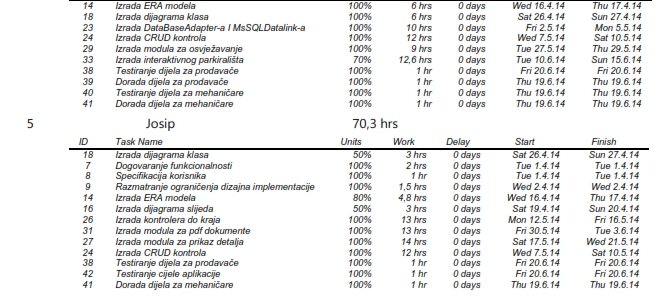 14 Izrada ERA modela 100% 6 hrs 0 days Wed 16.4.14 Thu 17.4.14
18 Izrada dijagrama klasa 100% 6 hrs 0 days Sat 26.4.14 Sun 27.4.14
23 Izrada DataBaseAdapter-a I MsSQLDatalink-a 100% 10 hrs 0 days Fri 2.5.14 Mon 5.5.14
24 Izrada CRUD kontrola 100% 12 hrs 0 days Wed 7.5.14 Sat 10.5.14
29 Izrada modula za osvježavanje 100% 9 hrs 0 days Tue 27.5.14 Thu 29.5.14
33 Izrada interaktivnog parkirališta 70% 12,6 hrs 0 days Tue 10.6.14 Sun 15.6.14
38 Testiranje dijela za prodavače 100% 1 hr 0 days Fri 20.6.14 Fri 20.6.14
39 Dorada dijela za prodavače 100% 1 hr 0 days Thu 19.6.14 Thu 19.6.14
40 Testiranje dijela za mehaničare 100% 1 hr 0 days Thu 19.6.14 Thu 19.6.14
41 Dorada dijela za mehaničare 100% 1 hr 0 days Thu 19.6.14 Thu 19.6.14
5 Josip 70,3 hrs
ID Task Name Units Work Delay Start Finish
18 Izrada dijagrama klasa 50% 3 hrs 0 days Sat 26.4.14 Sun 27.4.14
7 Dogovaranje funkcionalnosti 100% 2 hrs 0 days Tue 1.4.14 Tue 1.4.14
8 Specifikacija korisnika 100% 1 hr 0 days Tue 1.4.14 Tue 1.4.14
9 Razmatranje ograničenja dizajna implementacije 100% 1,5 hrs 0 days Wed 2.4.14 Wed 2.4.14
14 Izrada ERA modela 80% 4,8 hrs 0 days Wed 16.4.14 Thu 17.4.14
16 Izrada dijagrama slijeda 50% 3 hrs 0 days Sat 19.4.14 Sun 20.4.14
26 Izrada kontrolera do kraja 100% 13 hrs 0 days Mon 12.5.14 Fri 16.5.14
31 Izrada modula za pdf dokumente 100% 13 hrs 0 days Fri 30.5.14 Tue 3.6.14
27 Izrada modula za prikaz detalja 100% 14 hrs 0 days Sat 17.5.14 Wed 21.5.14
24 Izrada CRUD kontrola 100% 12 hrs 0 days Wed 7.5.14 Sat 10.5.14
38 Testiranje dijela za prodavače 100% 1 hr 0 days Fri 20.6.14 Fri 20.6.14
42 Testiranje cijele aplikacije 100% 1 hr 0 days Fri 20.6.14 Fri 20.6.14
41 Dorada dijela za mehaničare 100% 1 hr 0 days Thu 19.6.14 Thu 19.6.14